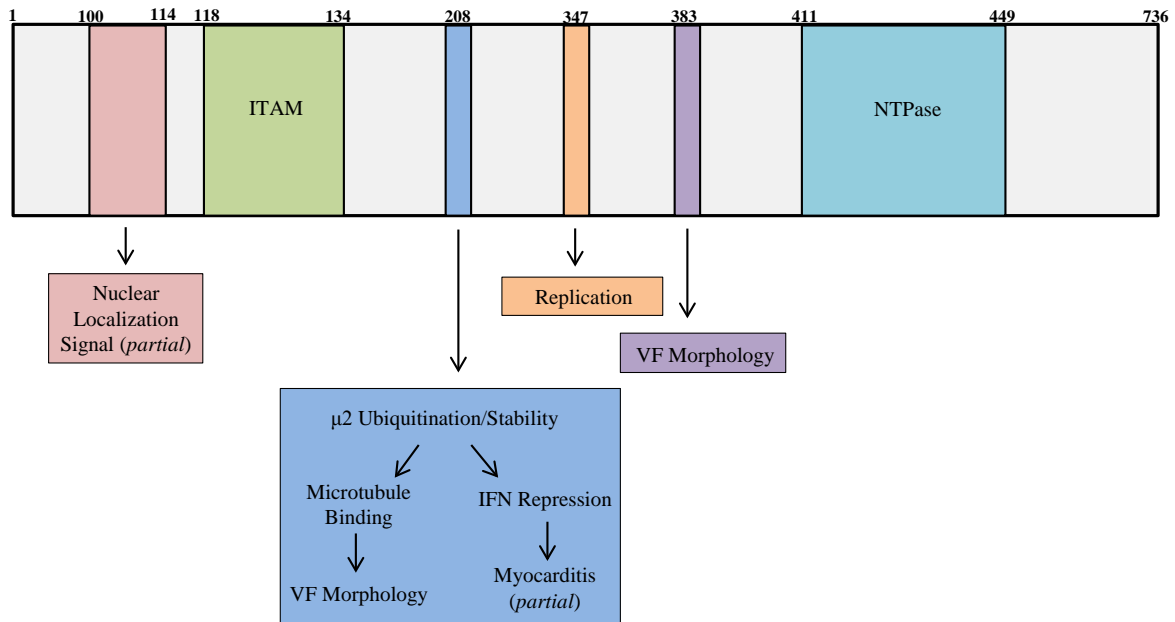 1 100 114 118 134 208 347 383 411 449 736
ITAM
NTPase
Nuclear
Localization
Signal (partial)
Replication
VF Morphology
μ2 Ubiquitination/Stability
Microtubule
Binding
VF Morphology
IFN Repression
Myocarditis
(partial)